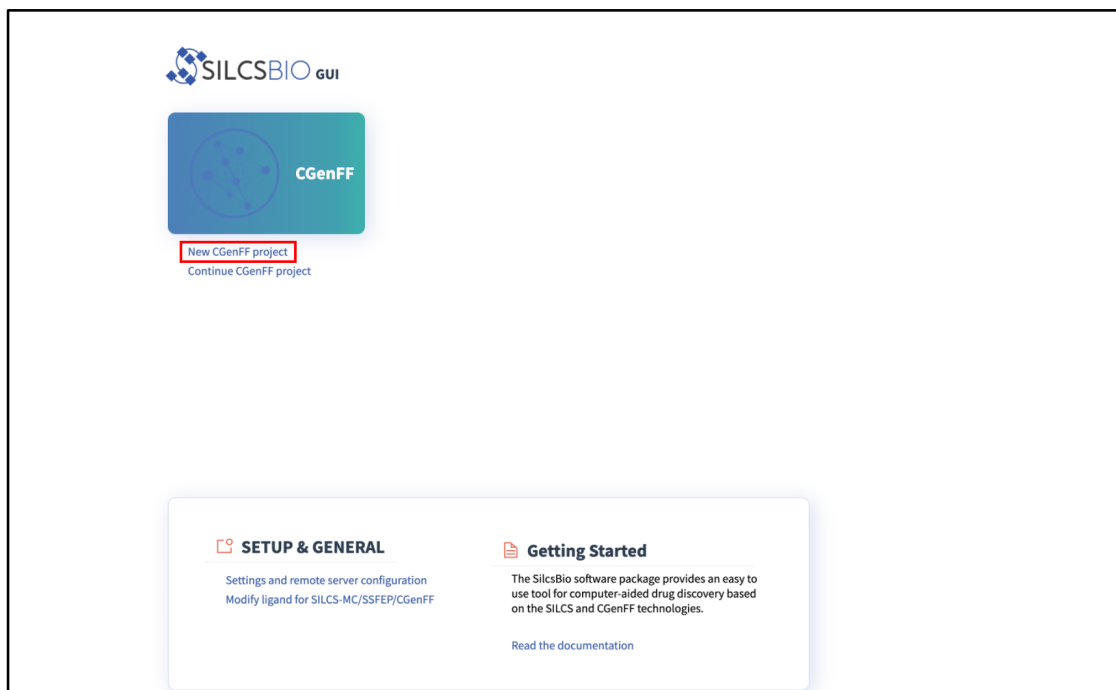 SILCSBIO GUI
CGenFF
New CGenFF project
Continue CGenFF project
SETUP & GENERAL
Settings and remote server configuration
Modify ligand for SILCS-MC/SSFEP/CGenFF
Getting Started
The SilcsBio software package provides an easy to
use tool for computer-aided drug discovery based
on the SILCS and CGenFF technologies.
Read the documentation